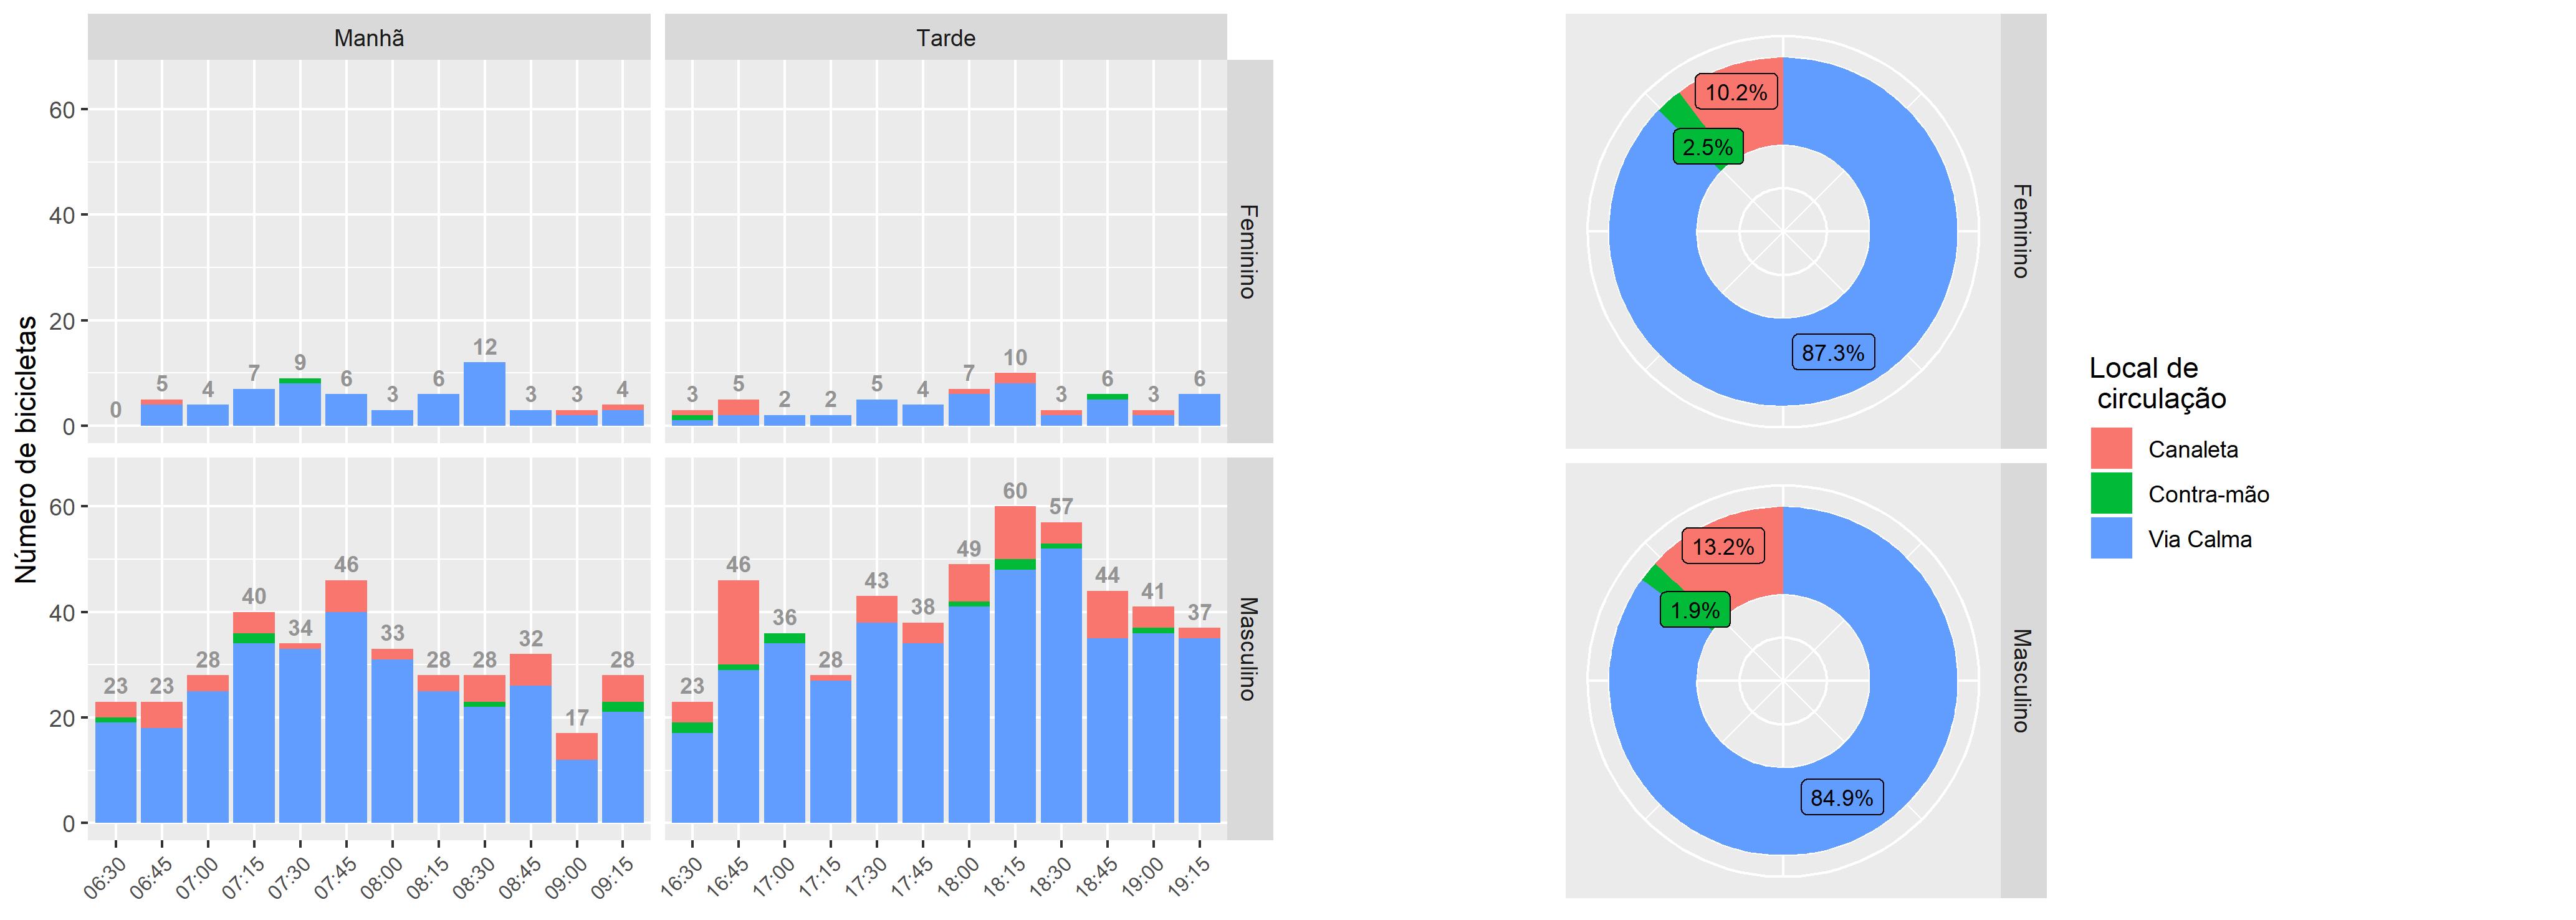 Manhã
Tarde
Número de bicicletas
60
40
20
0
0 5 4 7 9 6 3 6 12 3 3 4
3 5 2 2 5 4 7 10 3 6 3 6
Feminino
60
40
20
0
23 23 28 40 34 46 33 28 28 32 17 28
23 46 36 28 43 38 49 60 57 44 41 37
Masculino
06:30 06:45 07:00 07:15 07:30 07:45 08:00 08:15 08:30 08:45 09:00 09:15
16:30 16:45 17:00 17:15 17:30 17:45 18:00 18:15 18:30 18:45 19:00 19:15
10.2%
2.5%
87.3%
Feminino
13.2%
1.9%
84.9%
Masculino
Local de
circulação
Canaleta
Contra-mão
Via Calma